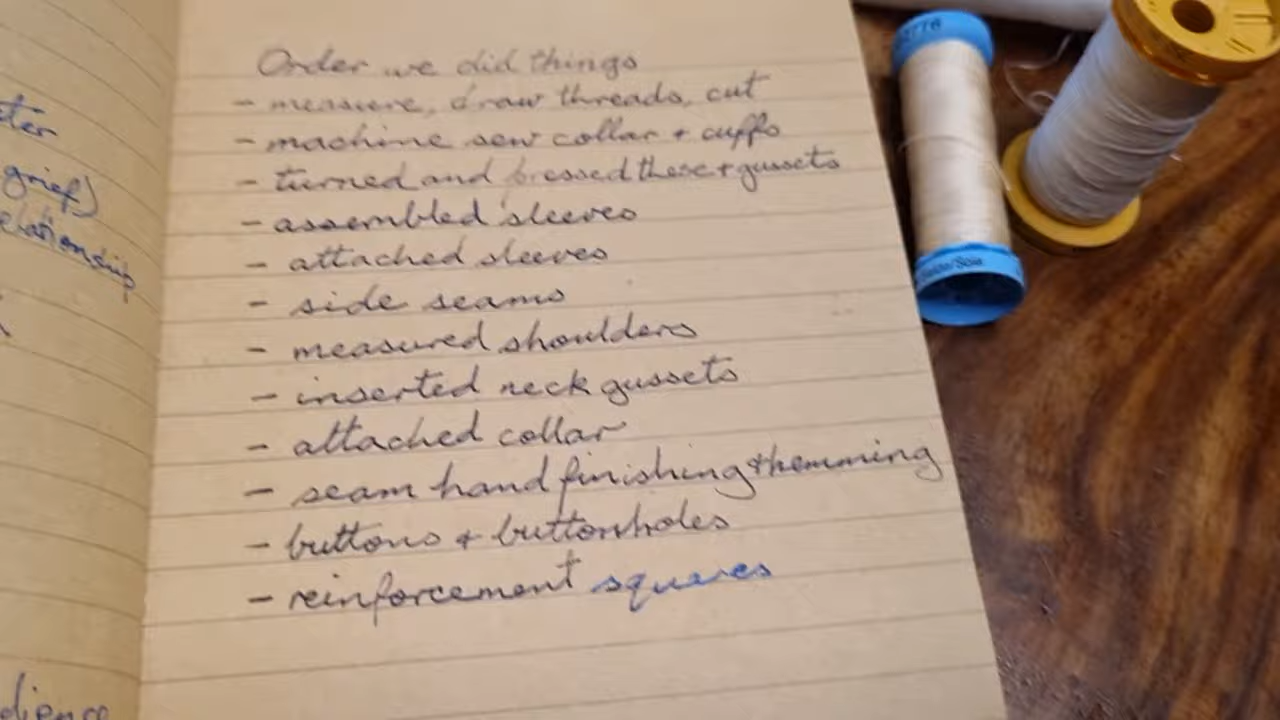 Order we did things
- measure, draw threads, cut
- machine sew collar + cuffs
- turned and pressed these + gussets
- assembled sleeves
- attached sleeves
- side seams
- measured shoulders
- inserted neck gussets
- attached collar
- seam hand finishing + hemming
- buttons + buttonholes
- reinforcement squares
grief)